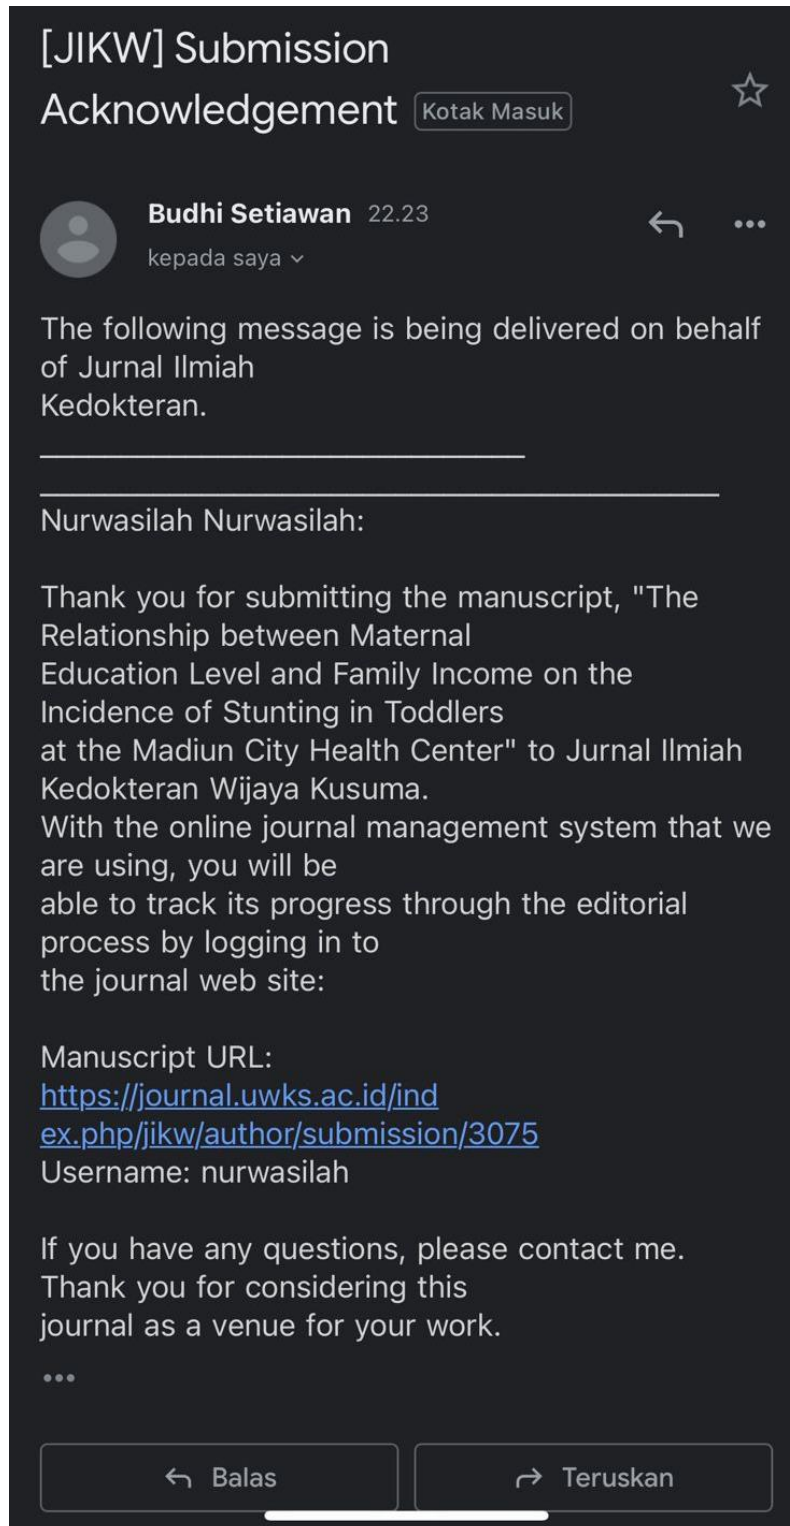 [JIKW] Submission
Acknowledgement Kotak Masuk
Budhi Setiawan 22.23
kepada saya
The following message is being delivered on behalf
of Jurnal Ilmiah
Kedokteran.
Nurwasilah Nurwasilah:
Thank you for submitting the manuscript, "The
Relationship between Maternal
Education Level and Family Income on the
Incidence of Stunting in Toddlers
at the Madiun City Health Center" to Jurnal Ilmiah
Kedokteran Wijaya Kusuma.
With the online journal management system that we
are using, you will be
able to track its progress through the editorial
process by logging in to
the journal web site:
Manuscript URL:
https://journal.uwks.ac.id/ind
ex.php/jikw/author/submission/3075
Username: nurwasilah
If you have any questions, please contact me.
Thank you for considering this
journal as a venue for your work.
Balas
Teruskan